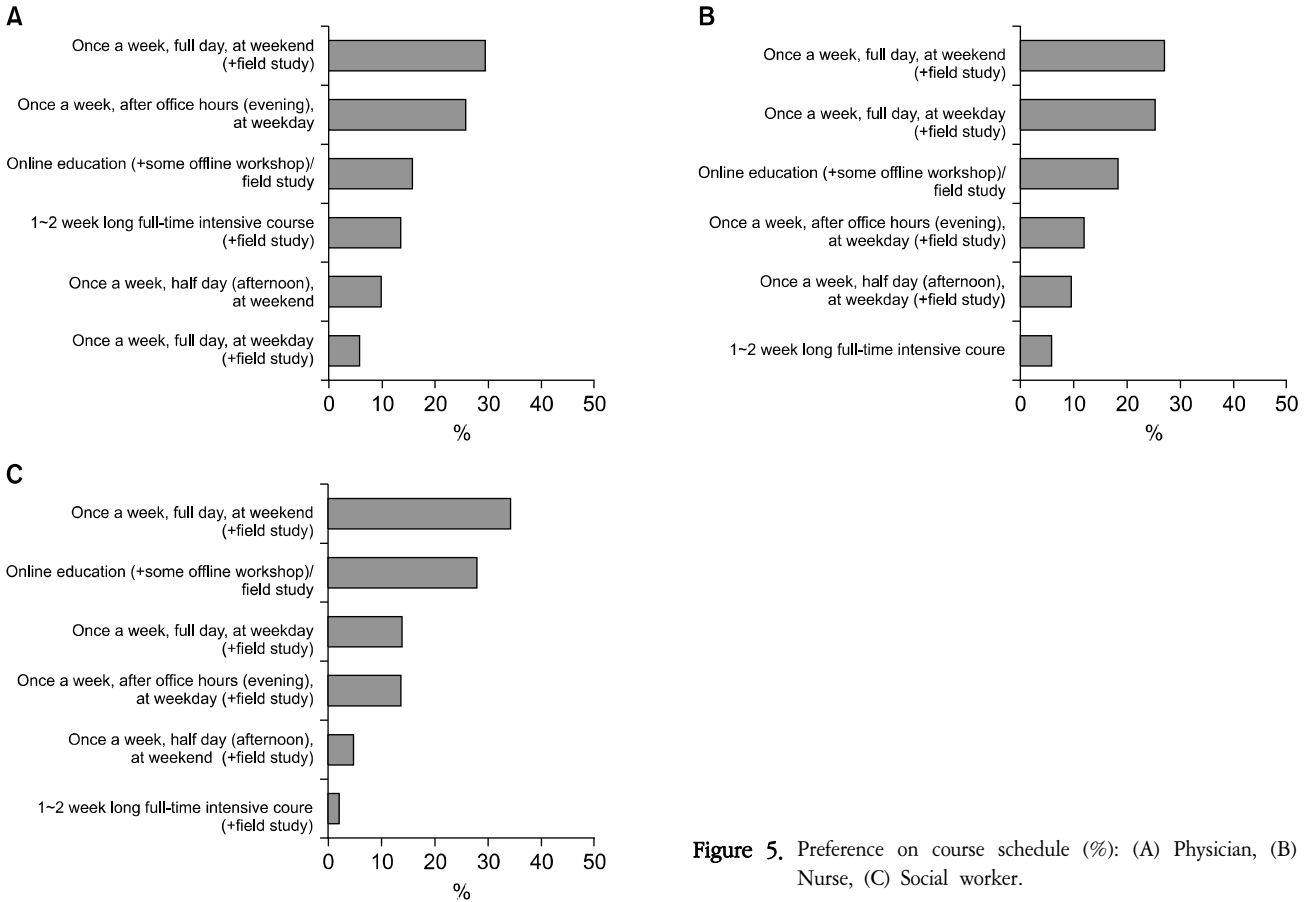 A
Once a week, full day, at weekend
(+field study)
Once a week, after office hours (evening),
at weekday
Online education (+some offline workshop)/
field study
1~2 week long full-time intensive course
(+field study)
Once a week, half day (afternoon),
at weekend
Once a week, full day, at weekday
(+field study)
0 10 20 30 40 50
%
B
Once a week, full day, at weekend
(+field study)
Once a week, full day, at weekday
(+field study)
Online education (+some offline workshop)/
field study
Once a week, after office hours (evening),
at weekday (+field study)
Once a week, half day (afternoon),
at weekday (+field study)
1~2 week long full-time intensive coure
0 10 20 30 40 50
%
C
Once a week, full day, at weekend
(+field study)
Online education (+some offline workshop)/
field study
Once a week, full day, at weekday
(+field study)
Once a week, after office hours (evening),
at weekday (+field study)
Once a week, half day (afternoon),
at weekend (+field study)
1~2 week long full-time intensive coure
(+field study)
0 10 20 30 40 50
%
Figure 5. Preference on course schedule (%): (A) Physician, (B)
Nurse, (C) Social worker.